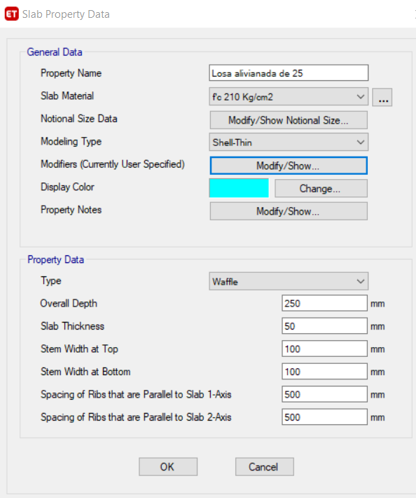 ET Slab Property Data
General Data
Property Name Losa alivianada de 25
Slab Material f'c 210 Kg/cm2 ...
Notional Size Data Modify/Show Notional Size...
Modeling Type Shell-Thin
Modifiers (Currently User Specified) Modify/Show...
Display Color Change...
Property Notes Modify/Show...
Property Data
Type Waffle
Overall Depth 250 mm
Slab Thickness 50 mm
Stem Width at Top 100 mm
Stem Width at Bottom 100 mm
Spacing of Ribs that are Parallel to Slab 1-Axis 500 mm
Spacing of Ribs that are Parallel to Slab 2-Axis 500 mm
OK Cancel